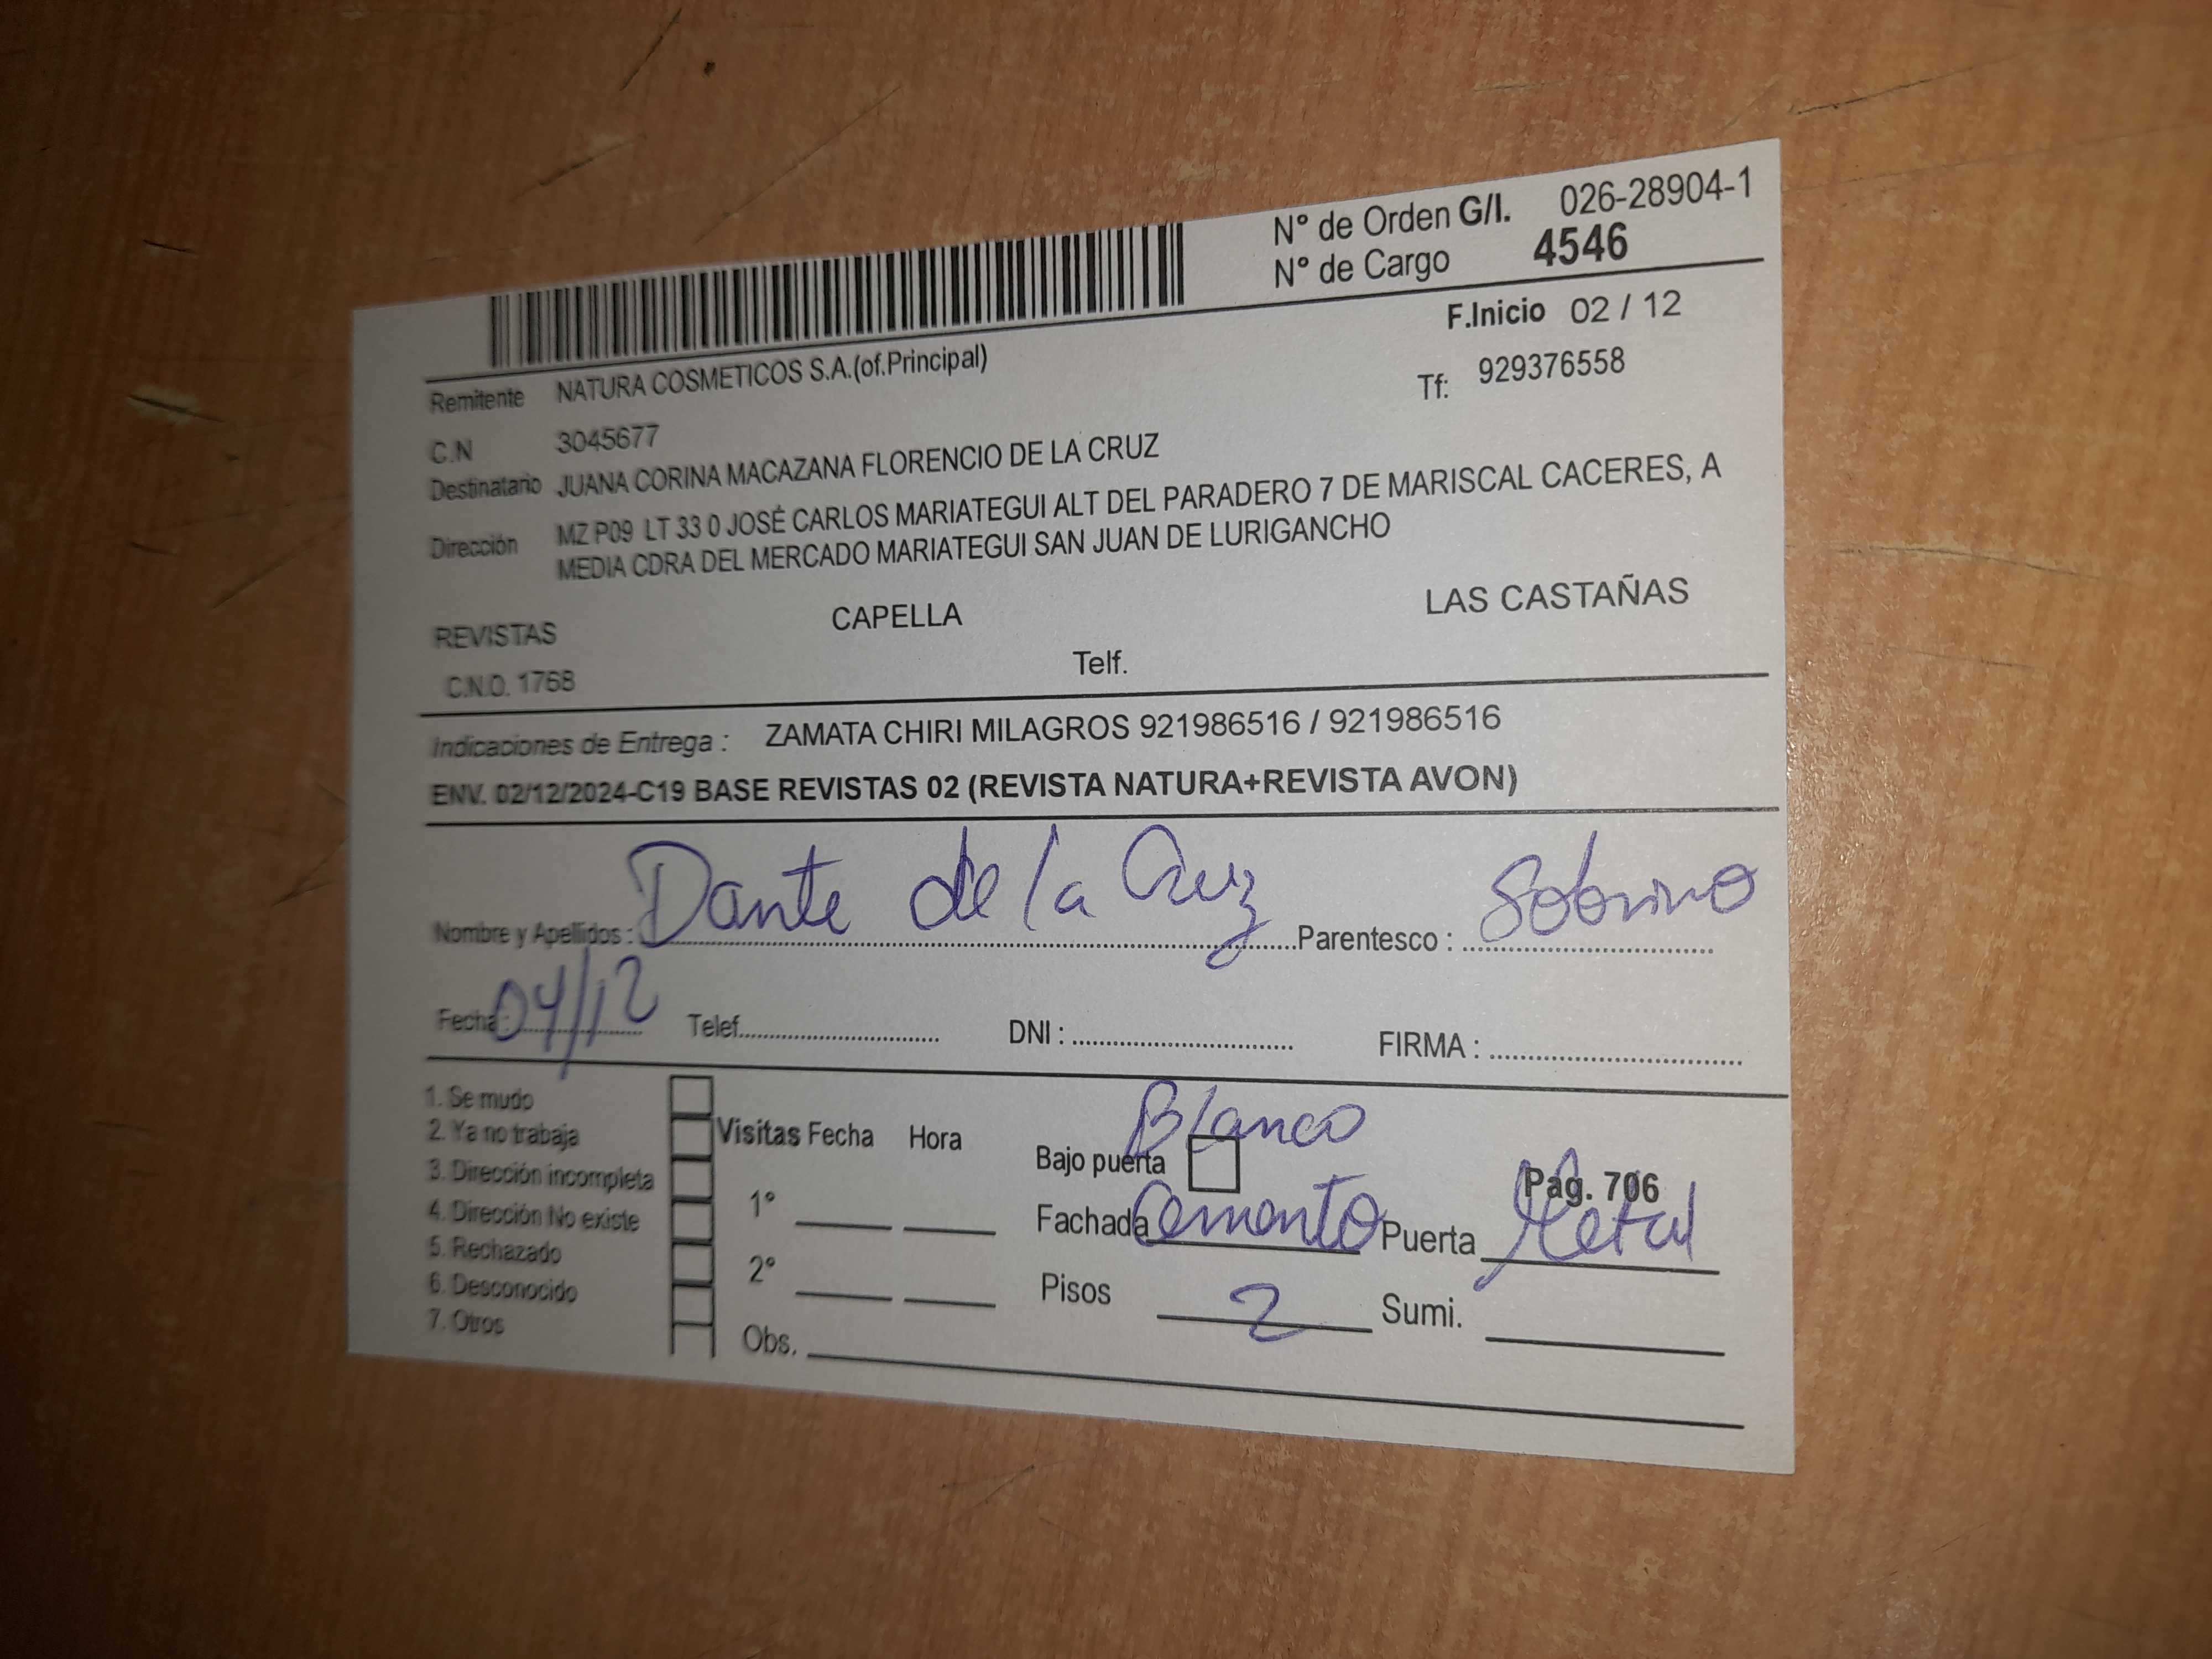 N° de Orden G/I. 026-28904-1
N° de Cargo 4546
F.Inicio 02 / 12
Remitente NATURA COSMETICOS S.A.(of.Principal)
Tf: 929376558
C.N 3045677
Destinatario JUANA CORINA MACAZANA FLORENCIO DE LA CRUZ
Dirección MZ P09 LT 33 0 JOSÉ CARLOS MARIATEGUI ALT DEL PARADERO 7 DE MARISCAL CACERES, A
MEDIA CDRA DEL MERCADO MARIATEGUI SAN JUAN DE LURIGANCHO
REVISTAS CAPELLA LAS CASTAÑAS
C.N.O. 1768 Telf.
Indicaciones de Entrega : ZAMATA CHIRI MILAGROS 921986516 / 921986516
ENV. 02/12/2024-C19 BASE REVISTAS 02 (REVISTA NATURA+REVISTA AVON)
Nombre y Apellidos : Dante de la Cruz Parentesco : Sobrino
Fecha : 04/12 Telef. DNI : FIRMA :
1. Se mudo
2. Ya no trabaja
3. Dirección incompleta
4. Dirección No existe
5. Rechazado
6. Desconocido
7. Otros
Visitas Fecha Hora
1°
2°
Obs.
Blanco
Bajo puerta Pag. 706
Fachada Cemento Puerta Metal
Pisos 2 Sumi.